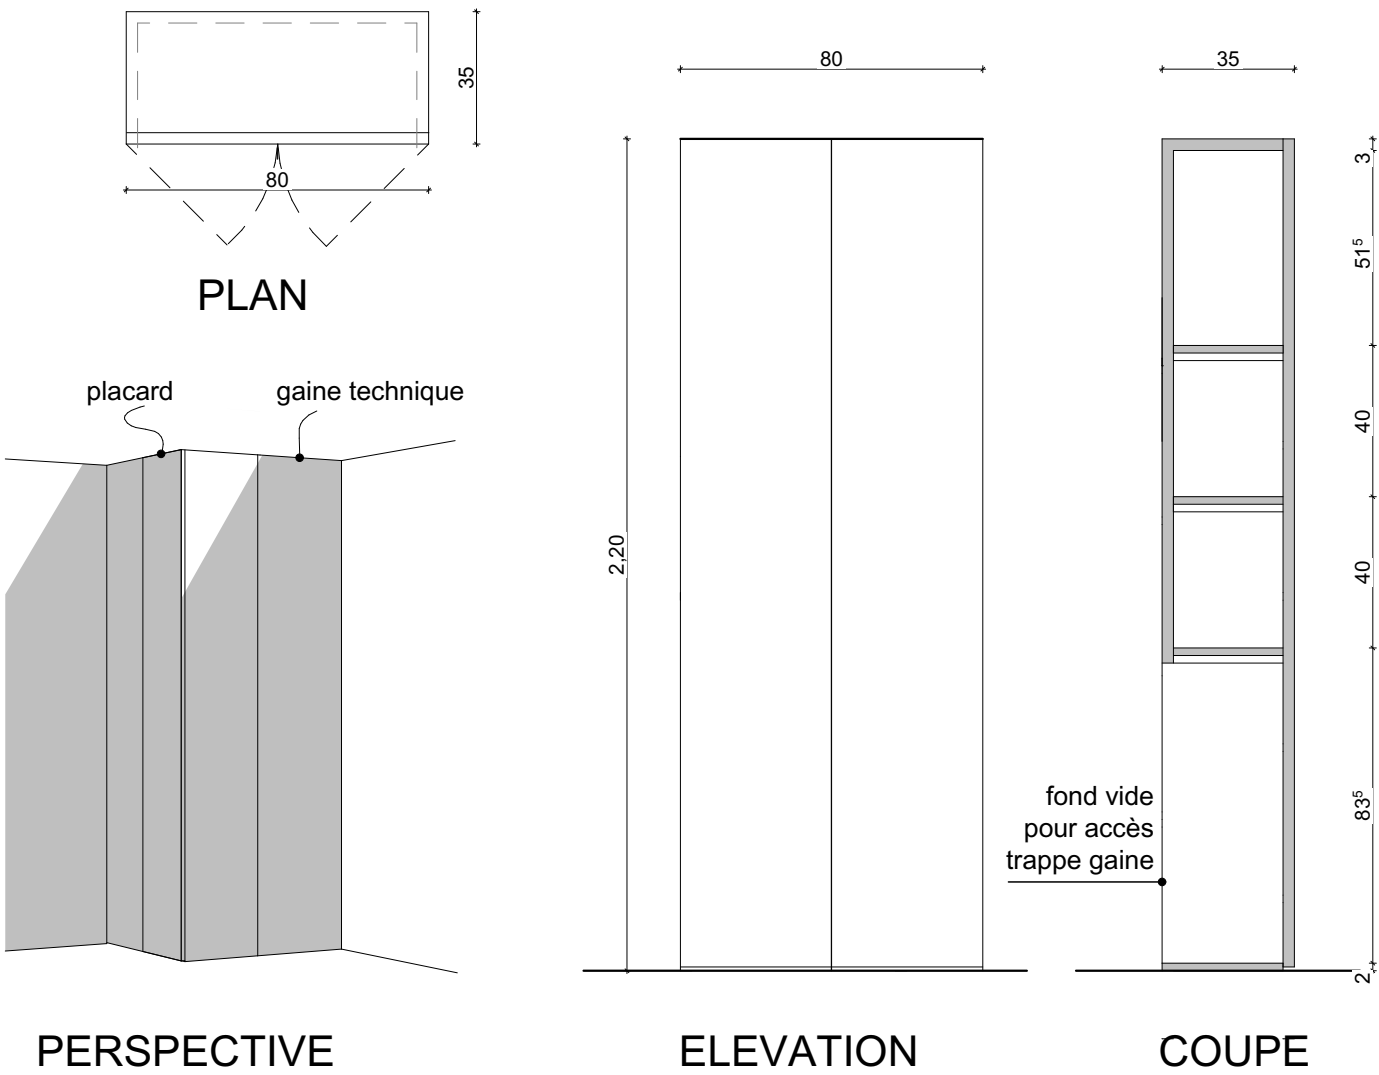 35
80
PLAN
placard
gaine technique
PERSPECTIVE
80
2,20
ELEVATION
35
3
51⁵
40
40
83⁵
2
fond vide
pour accès
trappe gaine
COUPE